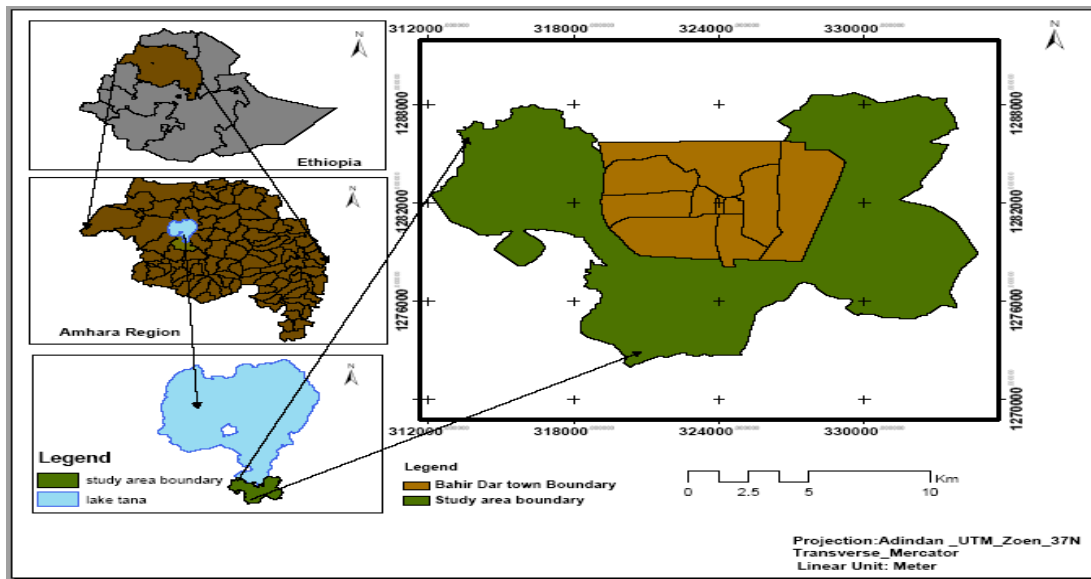 N
Ethiopia
N
Amhara Region
N
Legend
study area boundary
lake tana
312000 318000 324000 330000
N
1288000 1288000
1282000 1282000
1276000 1276000
1270000
312000 318000 324000 330000
Legend
Bahir Dar town Boundary
Study area boundary
Km
0 2.5 5 10
Projection:Adindan _UTM_Zoen_37N
Transverse_Mercator
Linear Unit: Meter